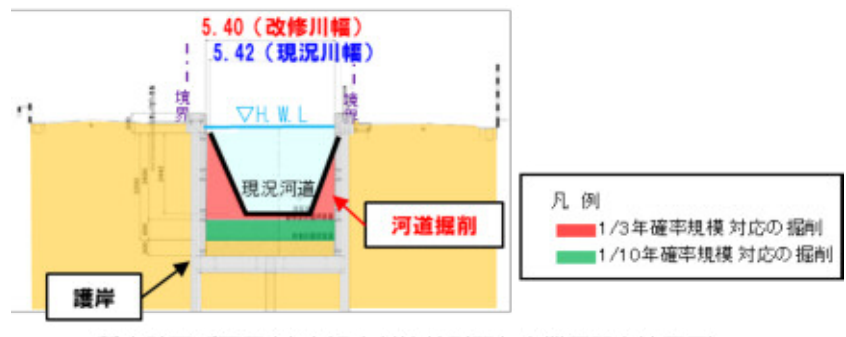 5.40（改修川幅）
5.42（現況川幅）
境界
境界
▽H.W.L
現況河道
河道掘削
護岸
凡 例
1/3年確率規模 対応の 掘削
1/10年確率規模 対応の 掘削